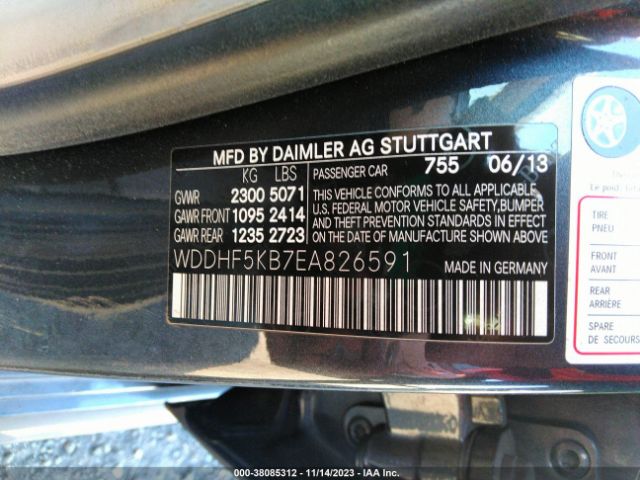 MFD BY DAIMLER AG STUTTGART
KG LBS PASSENGER CAR 755 06/13
GVWR 2300 5071
GAWR FRONT 1095 2414
GAWR REAR 1235 2723
THIS VEHICLE CONFORMS TO ALL APPLICABLE
U.S. FEDERAL MOTOR VEHICLE SAFETY,BUMPER
AND THEFT PREVENTION STANDARDS IN EFFECT
ON THE DATE OF MANUFACTURE SHOWN ABOVE
WDDHF5KB7EA826591 MADE IN GERMANY
TIRE
PNEU
FRONT
AVANT
REAR
ARRIÈRE
SPARE
DE SECOURS
000-38085312 - 11/14/2023 - IAA Inc.